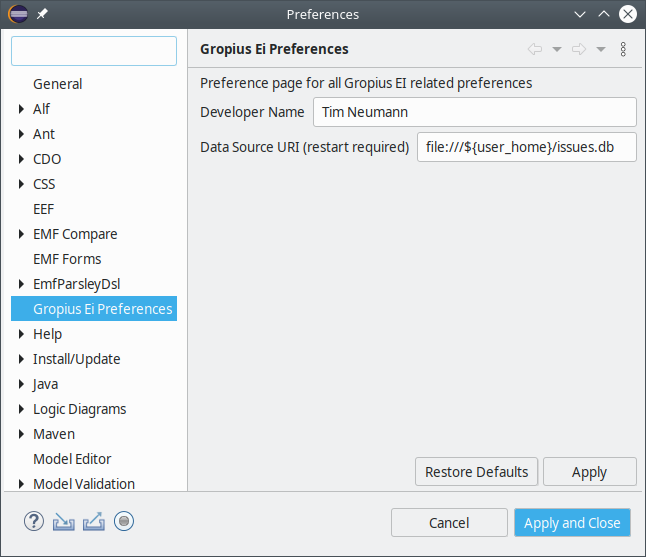 Preferences
Gropius Ei Preferences
Preference page for all Gropius EI related preferences
Developer Name
Tim Neumann
Data Source URI (restart required)
file:///${user_home}/issues.db
General
Alf
Ant
CDO
CSS
EEF
EMF Compare
EMF Forms
EmfParsleyDsl
Gropius Ei Preferences
Help
Install/Update
Java
Logic Diagrams
Maven
Model Editor
Model Validation
Restore Defaults
Apply
?
Cancel
Apply and Close